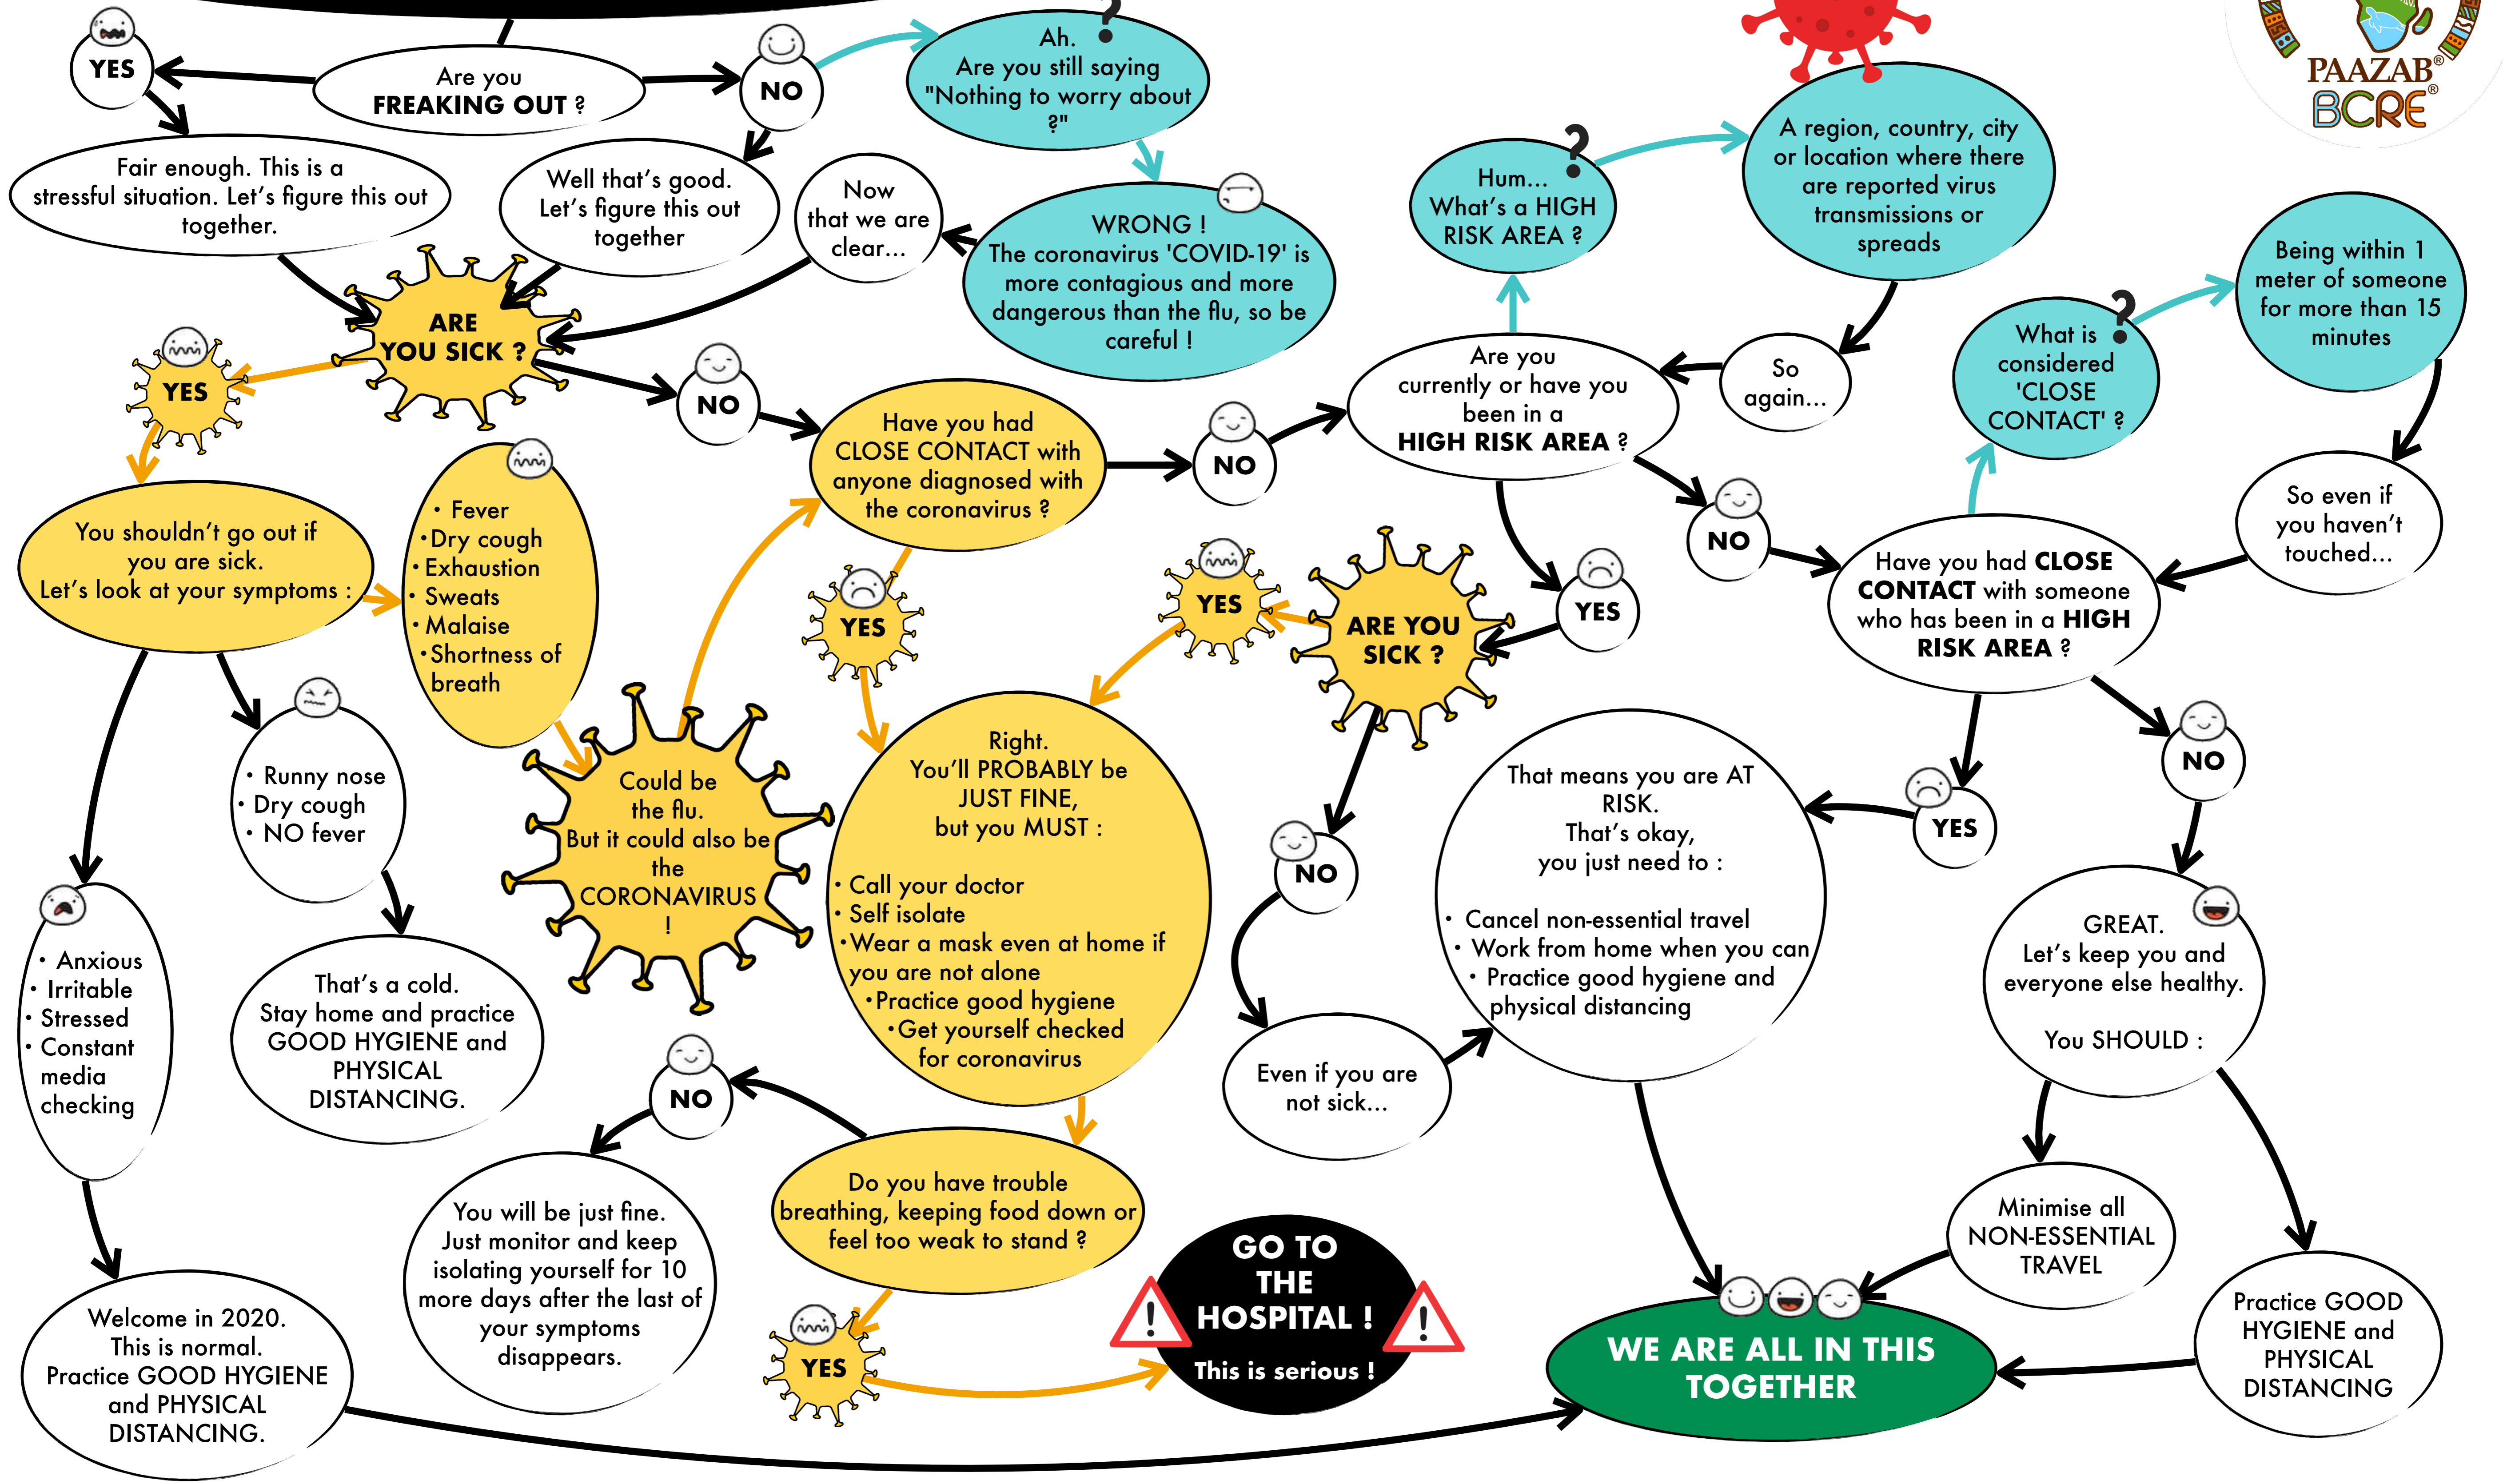 YES
Are you
FREAKING OUT ?
NO
Ah.
Are you still saying
"Nothing to worry about
?"
?
PAAZAB®
BCRE®
Fair enough. This is a
stressful situation. Let's figure this out
together.
Well that's good.
Let's figure this out
together
Now
that we are
clear...
WRONG !
The coronavirus 'COVID-19' is
more contagious and more
dangerous than the flu, so be
careful !
Hum...
What's a HIGH
RISK AREA ?
?
A region, country, city
or location where there
are reported virus
transmissions or
spreads
Being within 1
meter of someone
for more than 15
minutes
What is
considered
'CLOSE
CONTACT' ?
?
ARE
YOU SICK ?
YES
NO
Have you had
CLOSE CONTACT with
anyone diagnosed with
the coronavirus ?
NO
Are you
currently or have you
been in a
HIGH RISK AREA ?
So
again...
You shouldn't go out if
you are sick.
Let's look at your symptoms :
• Fever
• Dry cough
• Exhaustion
• Sweats
• Malaise
• Shortness of
breath
YES
YES
ARE YOU
SICK ?
YES
NO
Have you had CLOSE
CONTACT with someone
who has been in a HIGH
RISK AREA ?
So even if
you haven't
touched...
• Runny nose
• Dry cough
• NO fever
Could be
the flu.
But it could also be
the
CORONAVIRUS
!
Right.
You'll PROBABLY be
JUST FINE,
but you MUST :
• Call your doctor
• Self isolate
• Wear a mask even at home if
you are not alone
• Practice good hygiene
• Get yourself checked
for coronavirus
NO
That means you are AT
RISK.
That's okay,
you just need to :
• Cancel non-essential travel
• Work from home when you can
• Practice good hygiene and
physical distancing
YES
NO
• Anxious
• Irritable
• Stressed
• Constant
media
checking
That's a cold.
Stay home and practice
GOOD HYGIENE and
PHYSICAL
DISTANCING.
NO
Even if you are
not sick...
GREAT.
Let's keep you and
everyone else healthy.
You SHOULD :
Welcome in 2020.
This is normal.
Practice GOOD HYGIENE
and PHYSICAL
DISTANCING.
You will be just fine.
Just monitor and keep
isolating yourself for 10
more days after the last of
your symptoms
disappears.
Do you have trouble
breathing, keeping food down or
feel too weak to stand ?
YES
GO TO
THE
HOSPITAL !
This is serious !
!
!
Minimise all
NON-ESSENTIAL
TRAVEL
Practice GOOD
HYGIENE and
PHYSICAL
DISTANCING
WE ARE ALL IN THIS
TOGETHER